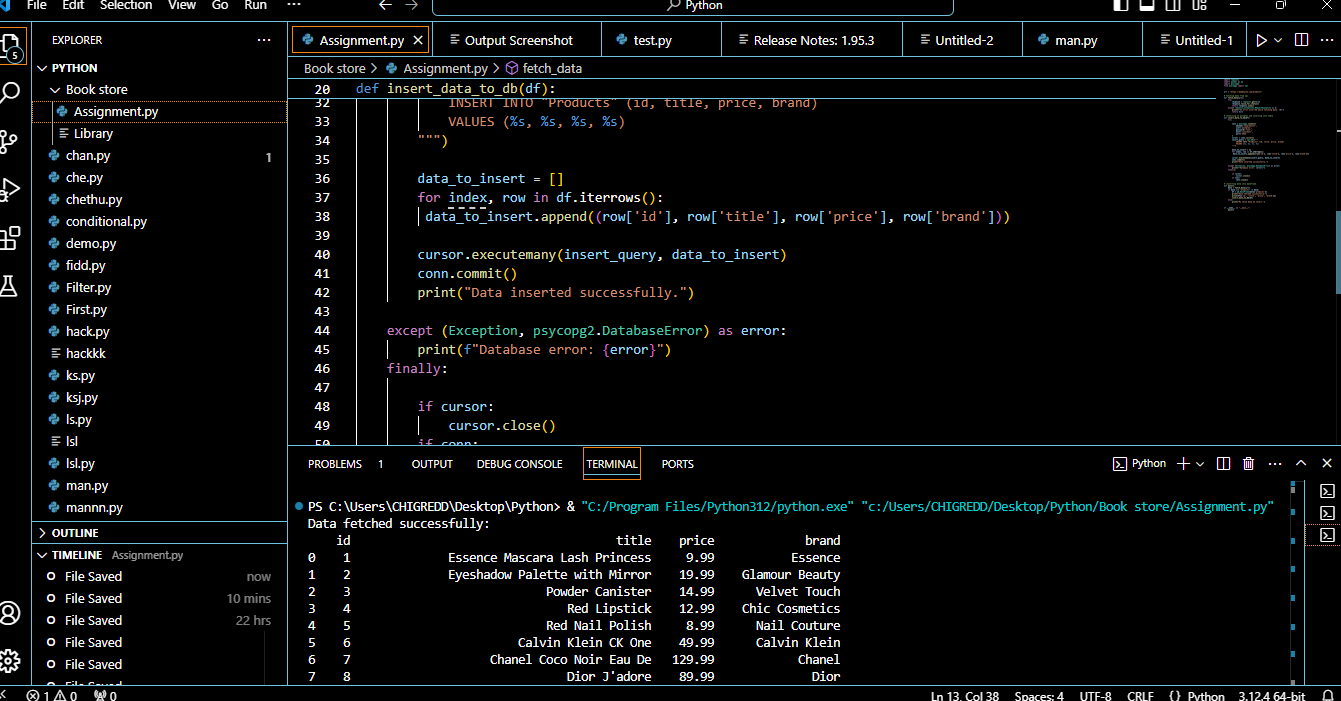 File Edit Selection View Go Run ··· Python
EXPLORER ···
Assignment.py
Output Screenshot
test.py
Release Notes: 1.95.3
Untitled-2
man.py
Untitled-1
5
PYTHON
Book store
Assignment.py
Library
chan.py 1
che.py
chethu.py
conditional.py
demo.py
fidd.py
Filter.py
First.py
hack.py
hackkk
ks.py
ksj.py
ls.py
lsl
lsl.py
man.py
mannn.py
OUTLINE
TIMELINE Assignment.py
File Saved now
File Saved 10 mins
File Saved 22 hrs
File Saved
File Saved
Book store > Assignment.py > fetch_data
20 def insert_data_to_db(df):
32 INSERT INTO "Products" (id, title, price, brand)
33 VALUES (%s, %s, %s, %s)
34 """)
35
36 data_to_insert = []
37 for index, row in df.iterrows():
38 data_to_insert.append((row['id'], row['title'], row['price'], row['brand']))
39
40 cursor.executemany(insert_query, data_to_insert)
41 conn.commit()
42 print("Data inserted successfully.")
43
44 except (Exception, psycopg2.DatabaseError) as error:
45 print(f"Database error: {error}")
46 finally:
47
48 if cursor:
49 cursor.close()
50 if conn:
PROBLEMS 1 OUTPUT DEBUG CONSOLE TERMINAL PORTS
Python
PS C:\Users\CHIGREDD\Desktop\Python> & "C:/Program Files/Python312/python.exe" "c:/Users/CHIGREDD/Desktop/Python/Book store/Assignment.py"
Data fetched successfully:
id title price brand
0 1 Essence Mascara Lash Princess 9.99 Essence
1 2 Eyeshadow Palette with Mirror 19.99 Glamour Beauty
2 3 Powder Canister 14.99 Velvet Touch
3 4 Red Lipstick 12.99 Chic Cosmetics
4 5 Red Nail Polish 8.99 Nail Couture
5 6 Calvin Klein CK One 49.99 Calvin Klein
6 7 Chanel Coco Noir Eau De 129.99 Chanel
7 8 Dior J'adore 89.99 Dior
1 0 0 Ln 13, Col 38 Spaces: 4 UTF-8 CRLF {} Python 3.12.4 64-bit